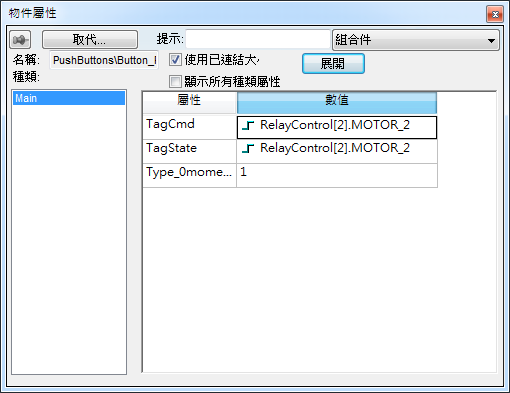 物件屬性
取代... 提示: 組合件
名稱: PushButtons\Button_ 使用已連結大, 展開
種類: 顯示所有種類屬性
Main
屬性 數值
TagCmd RelayControl[2].MOTOR_2
TagState RelayControl[2].MOTOR_2
Type_0mome... 1